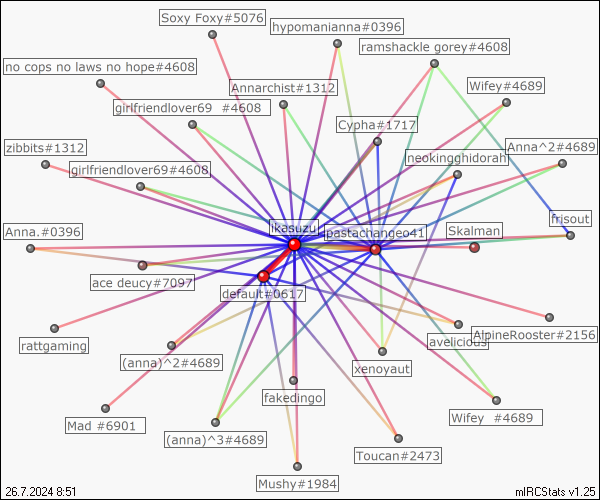 Soxy Foxy#5076
hypomanianna#0396
ramshackle gorey#4608
no cops no laws no hope#4608
Annarchist#1312
Wifey#4689
girlfriendlover69  #4608
Cypha#1717
zibbits#1312
Anna^2#4689
neokingghidorah
girlfriendlover69#4608
frisout
likasuzu
pastachangeo41
Skalman
Anna.#0396
ace deucy#7097
default#0617
rattgaming
AlpineRooster#2156
avelicious
(anna)^2#4689
xenoyaut
fakedingo
Mad #6901
Wifey  #4689
(anna)^3#4689
Toucan#2473
Mushy#1984
26.7.2024 8:51
mIRCStats v1.25